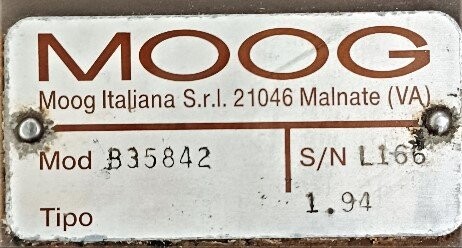 MOOG
Moog Italiana S.r.l. 21046 Malnate (VA)
Mod B35842 S/N L166
Tipo 1.94